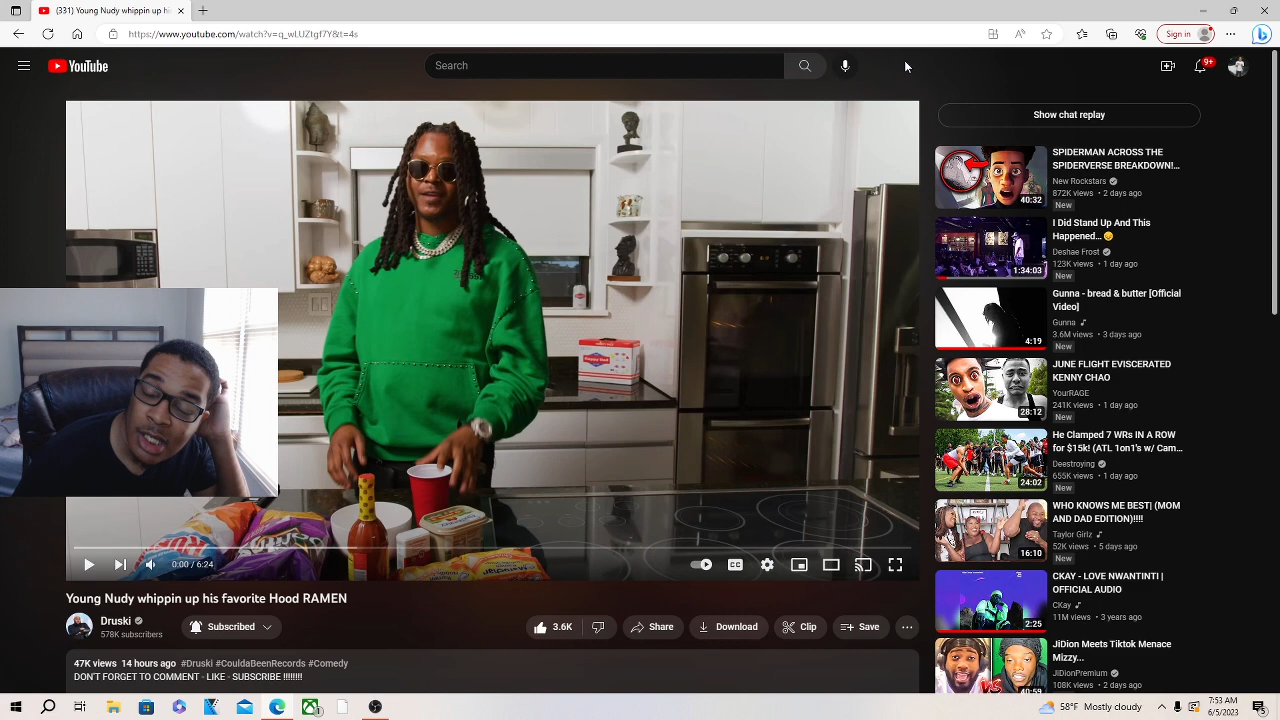 (331) Young Nudy whippin up hi
https://www.youtube.com/watch?v=q_wLUZtgf7Y&t=4s
Sign in
YouTube
Search
9+
Show chat replay
SPIDERMAN ACROSS THE
SPIDERVERSE BREAKDOWN!...
New Rockstars
872K views • 2 days ago
New
40:32
I Did Stand Up And This
Happened...
Deshae Frost
123K views • 1 day ago
New
1:34:03
Gunna - bread & butter [Official
Video]
Gunna
3.6M views • 3 days ago
New
4:19
JUNE FLIGHT EVISCERATED
KENNY CHAO
YourRAGE
241K views • 1 day ago
New
28:12
He Clamped 7 WRs IN A ROW
for $15k! (ATL 1on1's w/ Cam...
Deestroying
655K views • 1 day ago
New
24:02
WHO KNOWS ME BEST| (MOM
AND DAD EDITION)!!!!
Taylor Girlz
52K views • 5 days ago
New
16:10
CKAY - LOVE NWANTINTI |
OFFICIAL AUDIO
CKay
11M views • 3 years ago
2:25
JiDion Meets Tiktok Menace
Mizzy...
JiDionPremium
108K views • 2 days ago
40:59
VS
0:00 / 6:24
CC
Young Nudy whippin up his favorite Hood RAMEN
Druski
578K subscribers
Subscribed
3.6K
Share
Download
Clip
Save
47K views 14 hours ago #Druski #CouldaBeenRecords #Comedy
DON'T FORGET TO COMMENT - LIKE - SUBSCRIBE !!!!!!!!
58°F Mostly cloudy
7:53 AM
6/5/2023